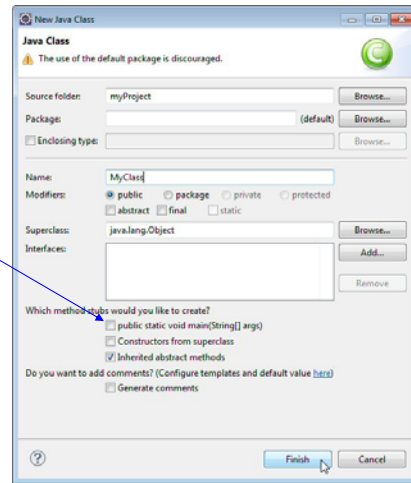 New Java Class
Java Class
The use of the default package is discouraged.
Source folder: myProject Browse...
Package: (default) Browse...
Enclosing type: Browse...
Name: MyClass
Modifiers: public package private protected
abstract final static
Superclass: java.lang.Object Browse...
Interfaces: Add...
Remove
Which method stubs would you like to create?
public static void main(String[] args)
Constructors from superclass
Inherited abstract methods
Do you want to add comments? (Configure templates and default value here)
Generate comments
? Finish Cancel